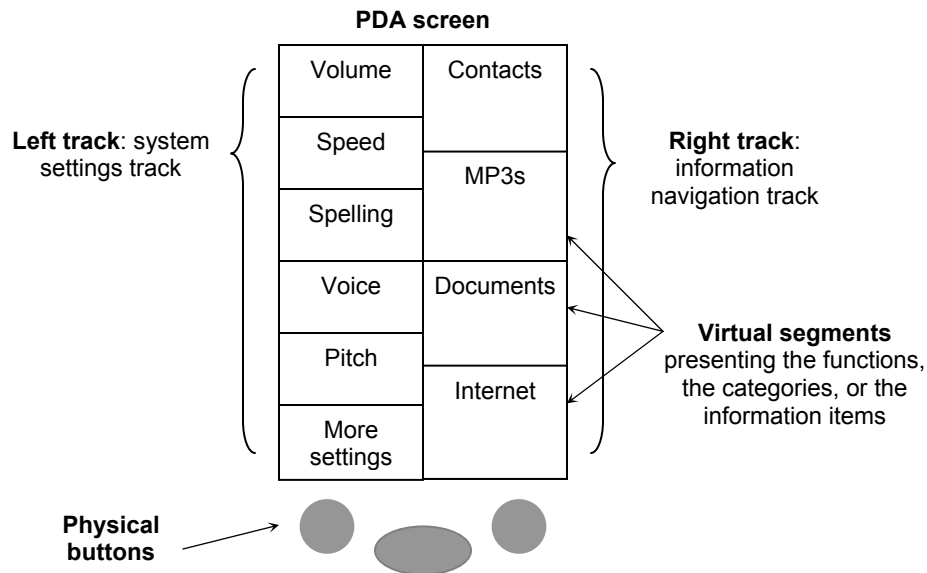 PDA screen
Volume
Speed
Spelling
Voice
Pitch
More
settings
Contacts
MP3s
Documents
Internet
Left track: system
settings track
Right track:
information
navigation track
Virtual segments
presenting the functions,
the categories, or the
information items
Physical
buttons